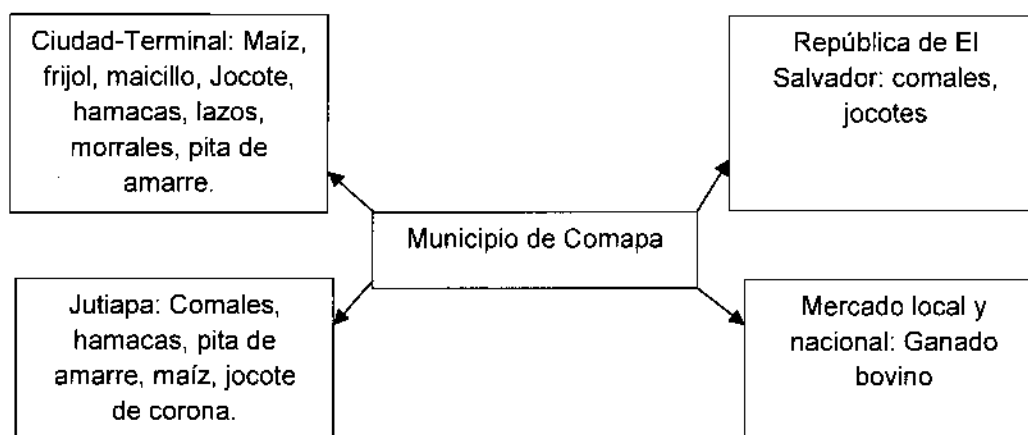 Ciudad-Terminal: Maíz,
frijol, maicillo, Jocote,
hamacas, lazos,
morrales, pita de
amarre.
República de El
Salvador: comales,
jocotes
Municipio de Comapa
Jutiapa: Comales,
hamacas, pita de
amarre, maíz, jocote
de corona.
Mercado local y
nacional: Ganado
bovino